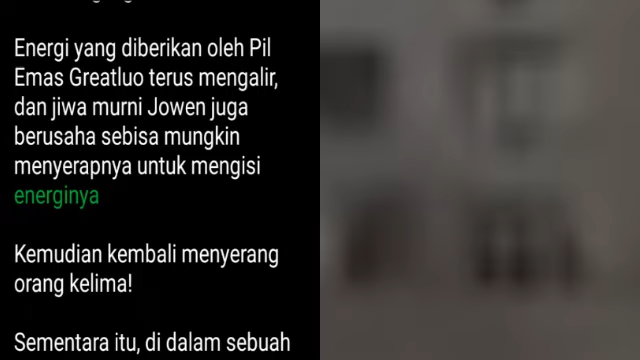 Energi yang diberikan oleh Pil
Emas Greatluo terus mengalir,
dan jiwa murni Jowen juga
berusaha sebisa mungkin
menyerapnya untuk mengisi
energinya
Kemudian kembali menyerang
orang kelima!
Sementara itu, di dalam sebuah